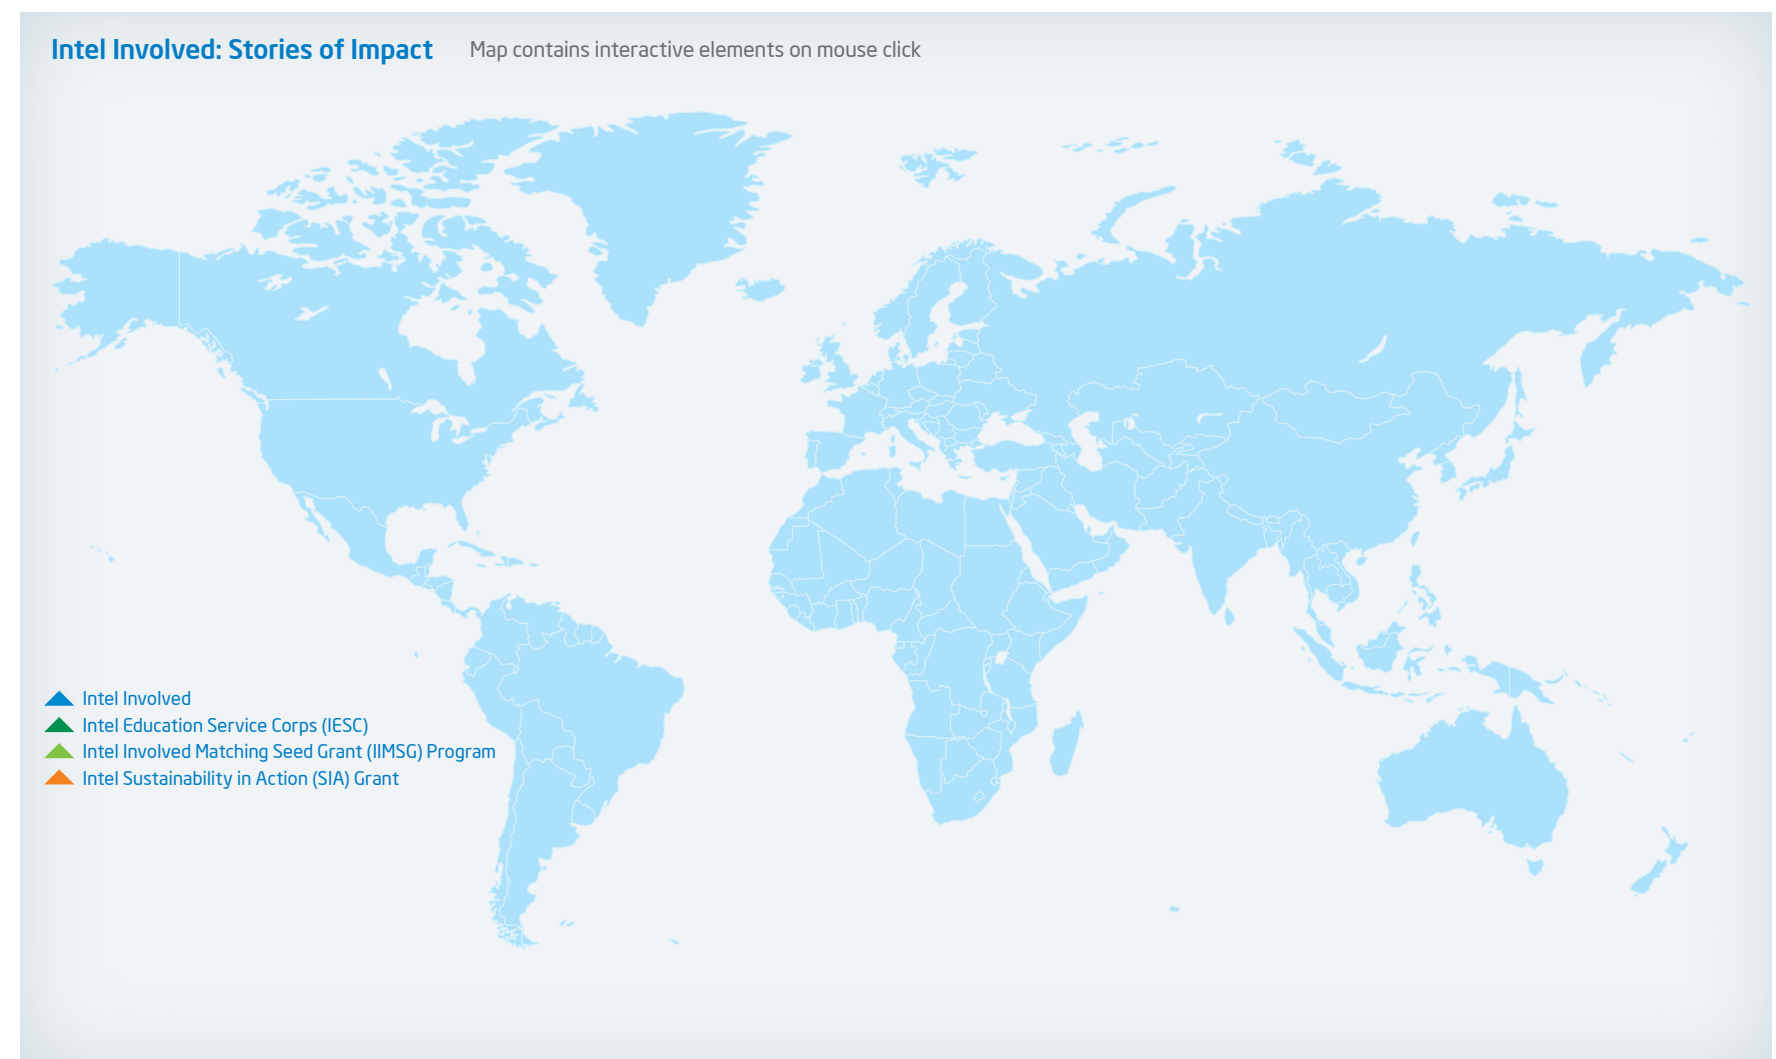 Intel Involved: Stories of Impact Map contains interactive elements on mouse click
Intel Involved
Intel Education Service Corps (IESC)
Intel Involved Matching Seed Grant (IIMSG) Program
Intel Sustainability in Action (SIA) Grant